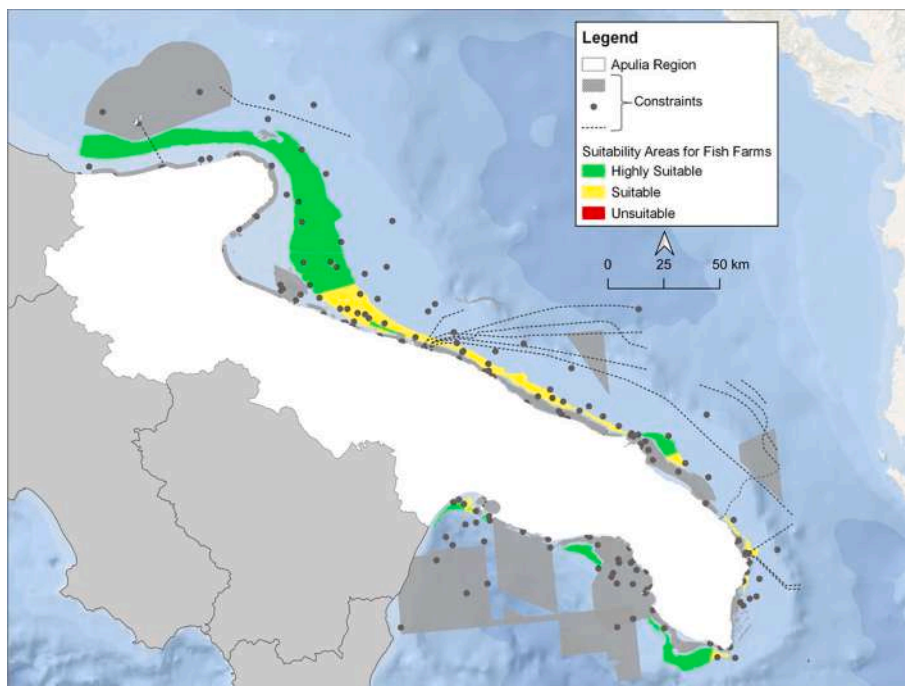 Legend
Apulia Region
Constraints
Suitability Areas for Fish Farms
Highly Suitable
Suitable
Unsuitable
0 25 50 km